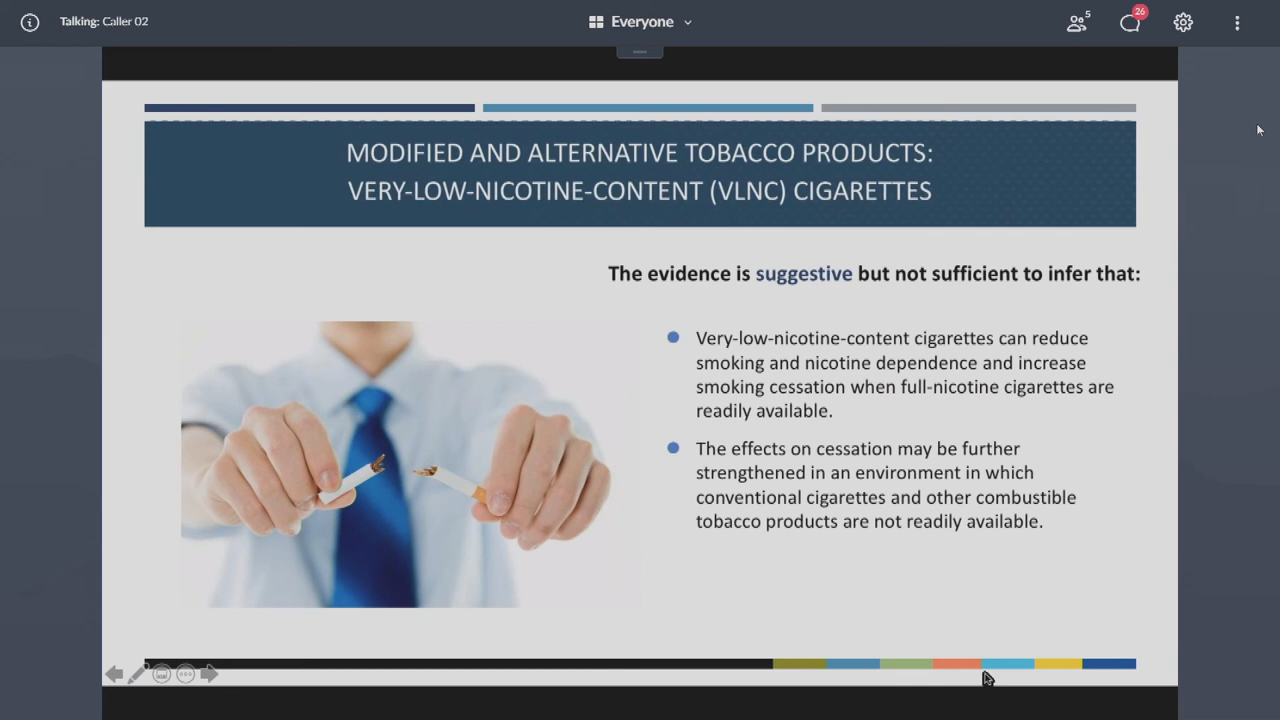 Talking: Caller 02
Everyone
5
26
MODIFIED AND ALTERNATIVE TOBACCO PRODUCTS:
VERY-LOW-NICOTINE-CONTENT (VLNC) CIGARETTES
The evidence is suggestive but not sufficient to infer that:
Very-low-nicotine-content cigarettes can reduce
smoking and nicotine dependence and increase
smoking cessation when full-nicotine cigarettes are
readily available.
The effects on cessation may be further
strengthened in an environment in which
conventional cigarettes and other combustible
tobacco products are not readily available.